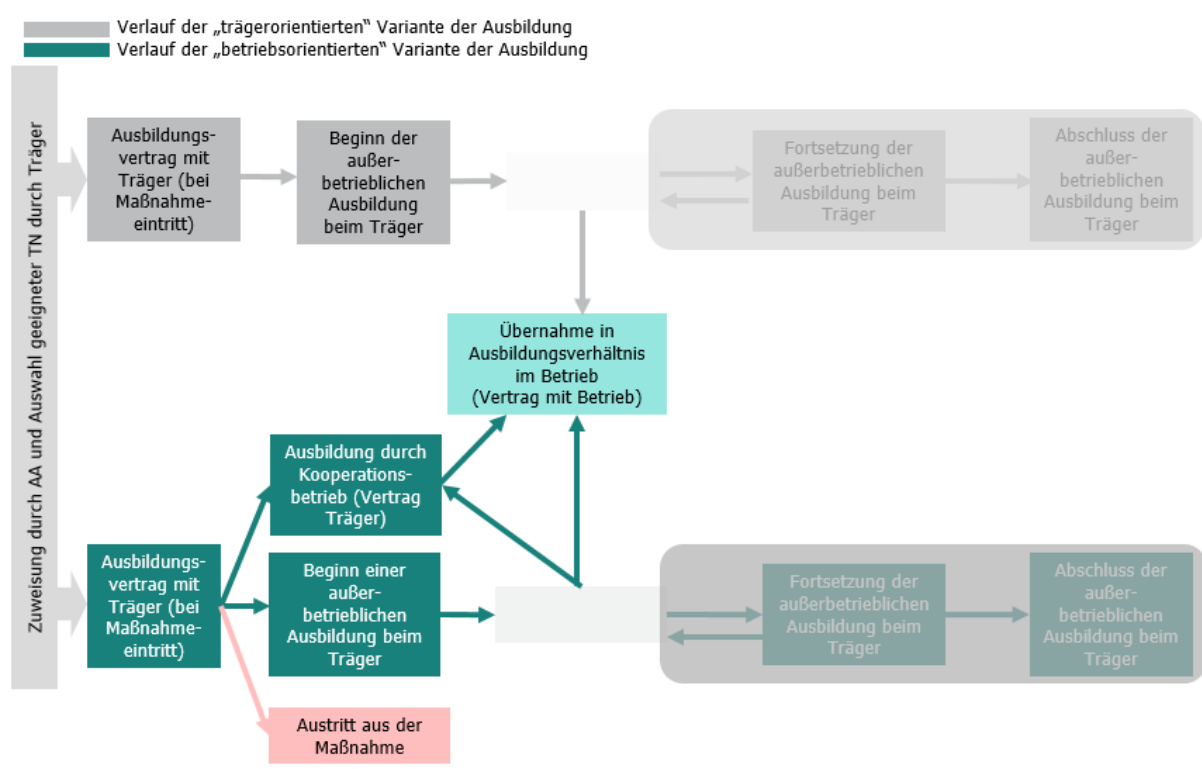 Verlauf der „trägerorientierten“ Variante der Ausbildung
Verlauf der „betriebsorientierten“ Variante der Ausbildung
Zuweisung durch AA und Auswahl geeigneter TN durch Träger
Ausbildungs-
vertrag mit
Träger (bei
Maßnahme-
eintritt)
Beginn der
außer-
betrieblichen
Ausbildung
beim Träger
Fortsetzung der
außerbetrieblichen
Ausbildung beim
Träger
Abschluss der
außer-
betrieblichen
Ausbildung beim
Träger
Übernahme in
Ausbildungsverhältnis
im Betrieb
(Vertrag mit Betrieb)
Ausbildung durch
Kooperations-
betrieb (Vertrag
Träger)
Ausbildungs-
vertrag mit
Träger (bei
Maßnahme-
eintritt)
Beginn einer
außer-
betrieblichen
Ausbildung beim
Träger
Fortsetzung der
außerbetrieblichen
Ausbildung beim
Träger
Abschluss der
außer-
betrieblichen
Ausbildung beim
Träger
Austritt aus der
Maßnahme